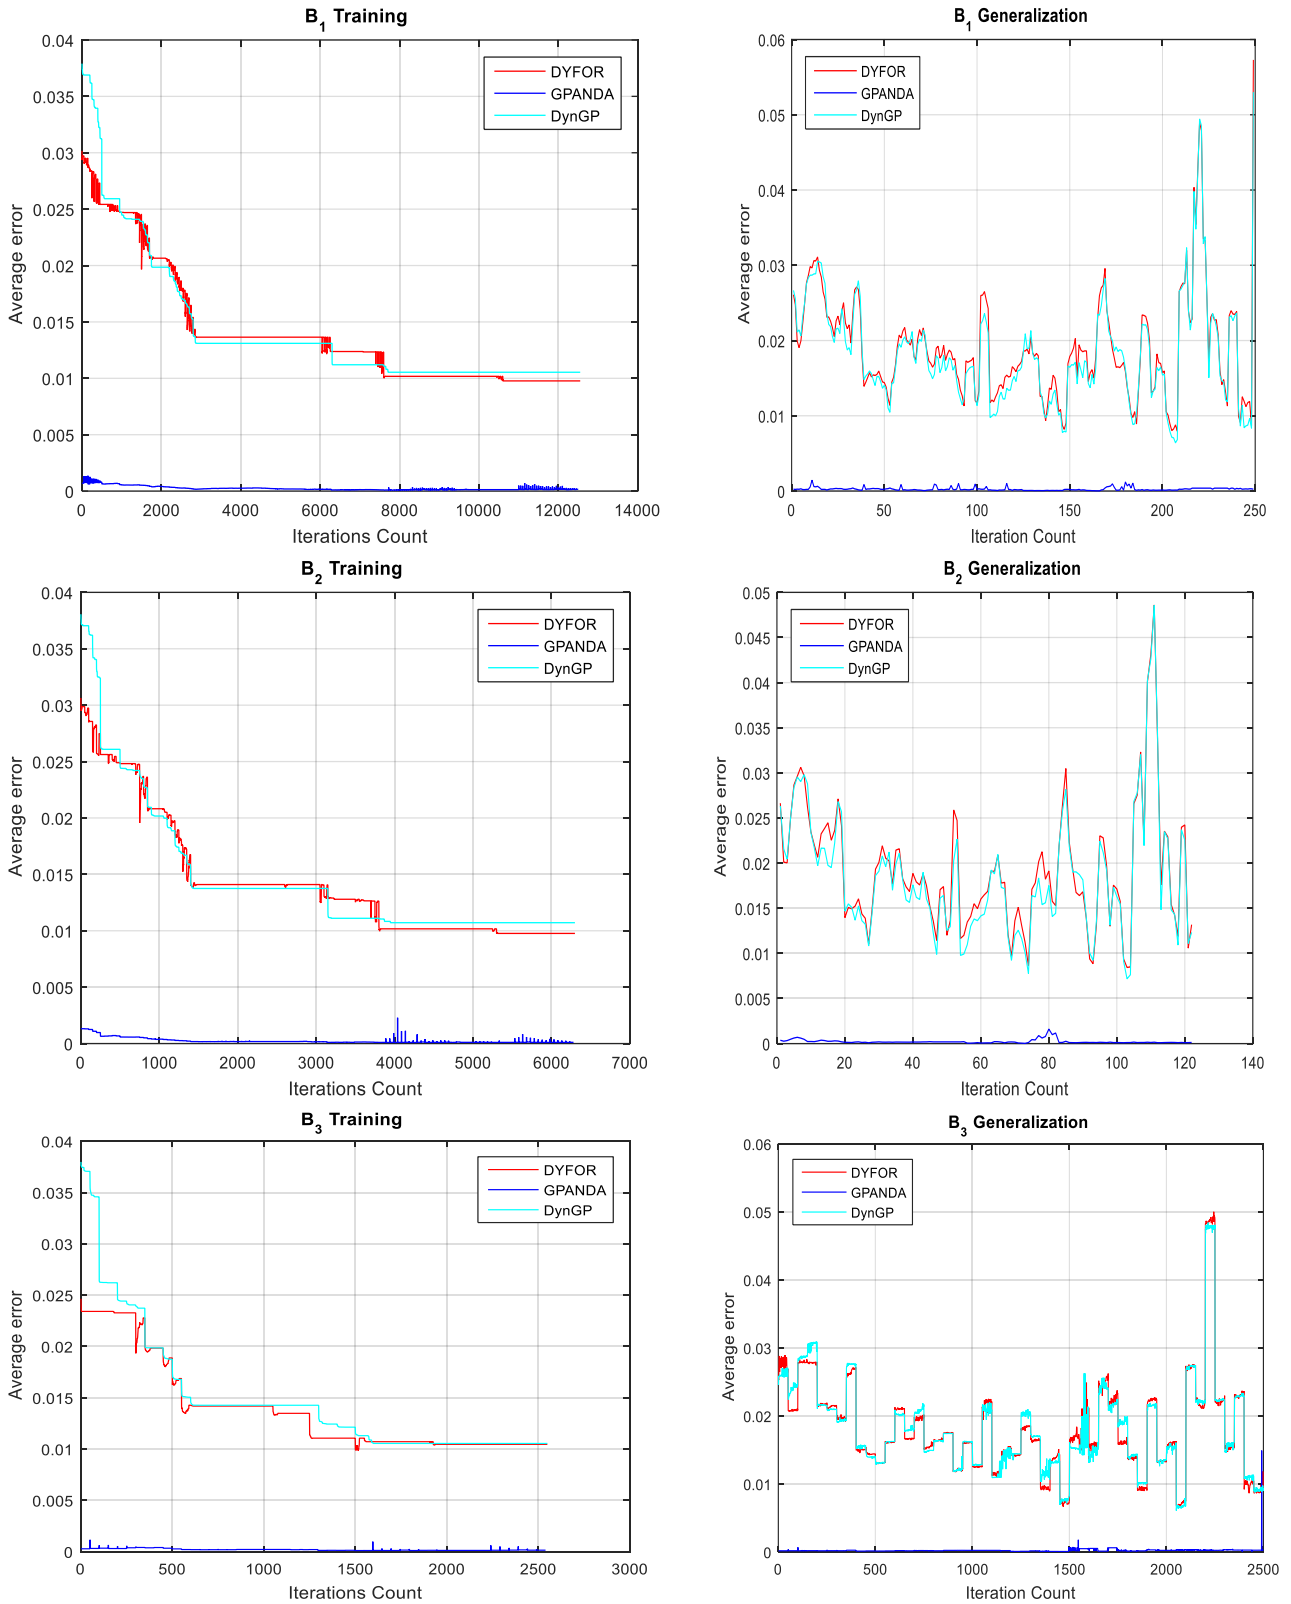 B1 Training
0.04
0.035
0.03
0.025
0.02
0.015
0.01
0.005
0
Average error
DYFOR
GPANDA
DynGP
0 2000 4000 6000 8000 10000 12000 14000
Iterations Count
B1 Generalization
0.06
0.05
0.04
0.03
0.02
0.01
0
Average error
DYFOR
GPANDA
DynGP
0 50 100 150 200 250
Iteration Count
B2 Training
0.04
0.035
0.03
0.025
0.02
0.015
0.01
0.005
0
Average error
DYFOR
GPANDA
DynGP
0 1000 2000 3000 4000 5000 6000 7000
Iterations Count
B2 Generalization
0.05
0.045
0.04
0.035
0.03
0.025
0.02
0.015
0.01
0.005
0
Average error
DYFOR
GPANDA
DynGP
0 20 40 60 80 100 120 140
Iteration Count
B3 Training
0.04
0.035
0.03
0.025
0.02
0.015
0.01
0.005
0
Average error
DYFOR
GPANDA
DynGP
0 500 1000 1500 2000 2500 3000
Iterations Count
B3 Generalization
0.06
0.05
0.04
0.03
0.02
0.01
0
Average error
DYFOR
GPANDA
DynGP
0 500 1000 1500 2000 2500
Iteration Count